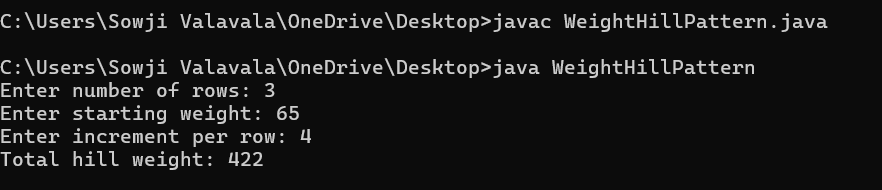 C:\Users\Sowji Valavala\OneDrive\Desktop>javac WeightHillPattern.java
C:\Users\Sowji Valavala\OneDrive\Desktop>java WeightHillPattern
Enter number of rows: 3
Enter starting weight: 65
Enter increment per row: 4
Total hill weight: 422